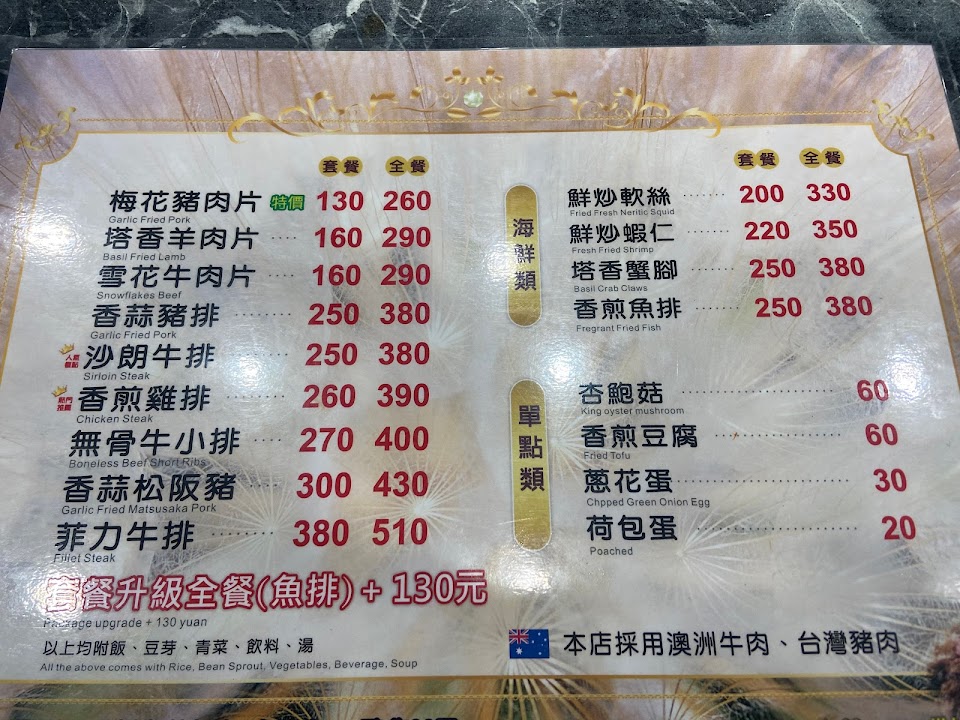 套餐 全餐
梅花豬肉片 特價 130 260
Garlic Fried Pork
塔香羊肉片 160 290
Basil Fried Lamb
雪花牛肉片 160 290
Snowflakes Beef
香蒜豬排 250 380
Garlic Fried Pork
沙朗牛排 250 380
Sirloin Steak
香煎雞排 260 390
Chicken Steak
無骨牛小排 270 400
Boneless Beef Short Ribs
香蒜松阪豬 300 430
Garlic Fried Matsusaka Pork
菲力牛排 380 510
Fillet Steak
套餐升級全餐(魚排)+130元
Package upgrade + 130 yuan
以上均附飯、豆芽、青菜、飲料、湯
All the above comes with Rice, Bean Sprout, Vegetables, Beverage, Soup
套餐 全餐
海鮮類
鮮炒軟絲 200 330
Fried Fresh Neritic Squid
鮮炒蝦仁 220 350
Fresh Fried Shrimp
塔香蟹腳 250 380
Basil Crab Claws
香煎魚排 250 380
Fregrant Fried Fish
單點類
杏鮑菇 60
King oyster mushroom
香煎豆腐 60
Fried Tofu
蔥花蛋 30
Chpped Green Onion Egg
荷包蛋 20
Poached
本店採用澳洲牛肉、台灣豬肉